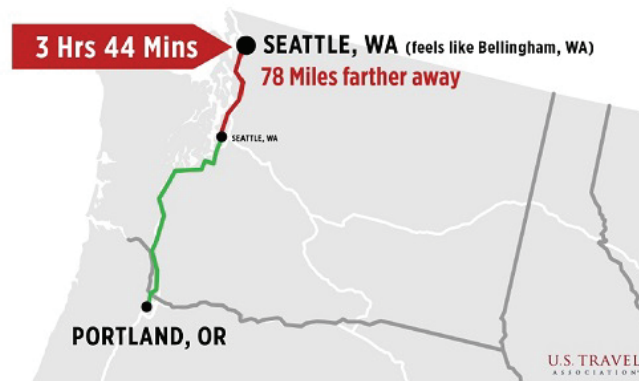 3 Hrs 44 Mins
SEATTLE, WA (feels like Bellingham, WA)
78 Miles farther away
SEATTLE, WA
PORTLAND, OR
U.S. TRAVEL
ASSOCIATION